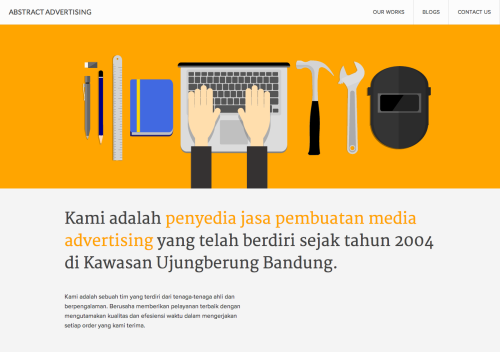 ABSTRACT ADVERTISING
OUR WORKS
BLOGS
CONTACT US
Kami adalah penyedia jasa pembuatan media
advertising yang telah berdiri sejak tahun 2004
di Kawasan Ujungberung Bandung.
Kami adalah sebuah tim yang terdiri dari tenaga-tenaga ahli dan
berpengalaman. Berusaha memberikan pelayanan terbaik dengan
mengutamakan kualitas dan efesiensi waktu dalam mengerjakan
setiap order yang kami terima.